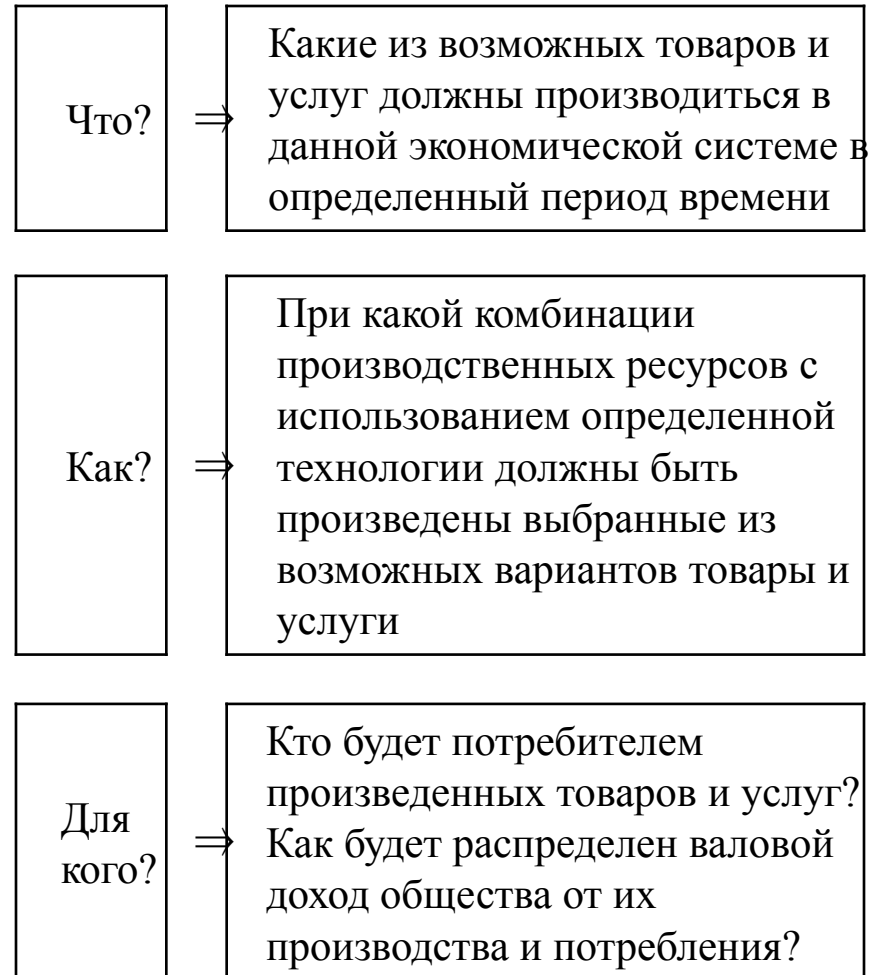 Что?
⇒
Какие из возможных товаров и
услуг должны производиться в
данной экономической системе в
определенный период времени
Как?
⇒
При какой комбинации
производственных ресурсов с
использованием определенной
технологии должны быть
произведены выбранные из
возможных вариантов товары и
услуги
Для
кого?
⇒
Кто будет потребителем
произведенных товаров и услуг?
Как будет распределен валовой
доход общества от их
производства и потребления?